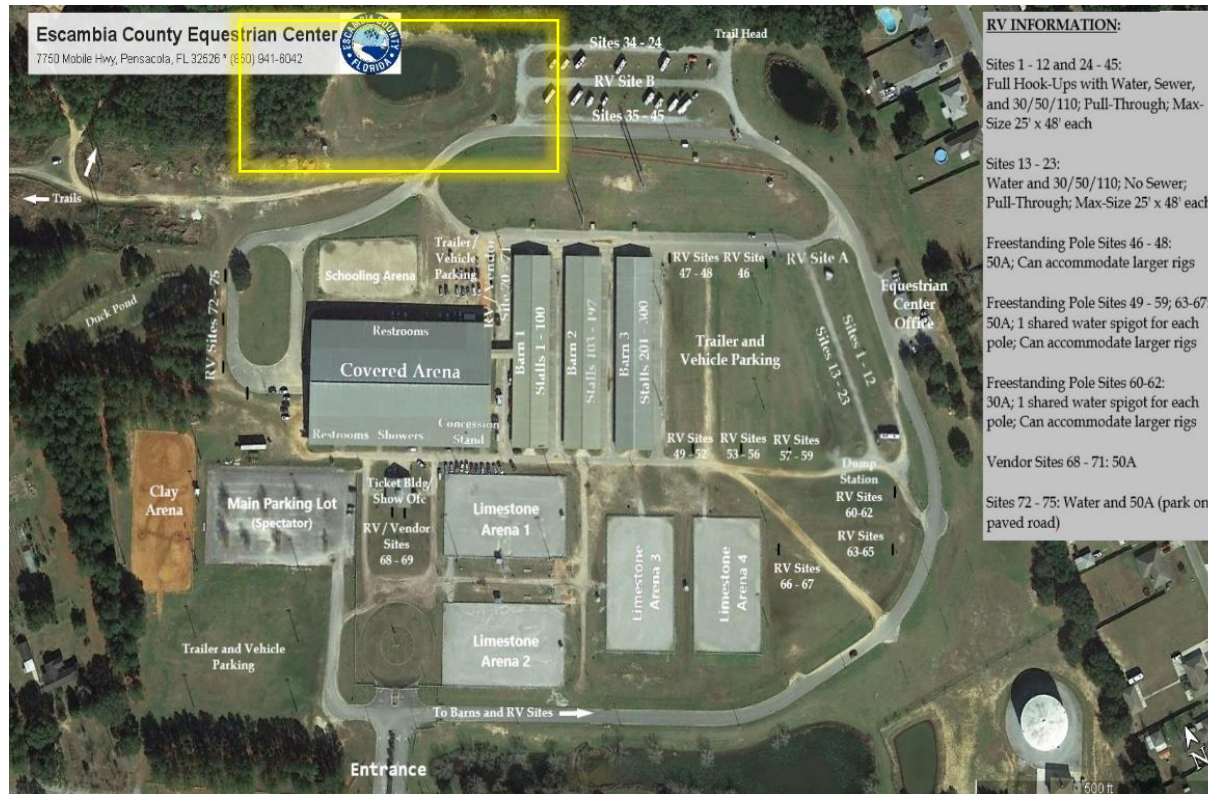 Escambia County Equestrian Center
7750 Mobile Hwy, Pensacola, FL 32526 * (850) 941-6042
ESCAMBIA COUNTY
FLORIDA
Sites 34 - 24
RV Site B
Sites 35 - 45
Trail Head
RV INFORMATION:
Sites 1 - 12 and 24 - 45:
Full Hook-Ups with Water, Sewer,
and 30/50/110; Pull-Through; Max-
Size 25' x 48' each
Sites 13 - 23:
Water and 30/50/110; No Sewer;
Pull-Through; Max-Size 25' x 48' each
Freestanding Pole Sites 46 - 48:
50A; Can accommodate larger rigs
Freestanding Pole Sites 49 - 59; 63-67:
50A; 1 shared water spigot for each
pole; Can accommodate larger rigs
Freestanding Pole Sites 60-62:
30A; 1 shared water spigot for each
pole; Can accommodate larger rigs
Vendor Sites 68 - 71: 50A
Sites 72 - 75: Water and 50A (park on
paved road)
Trails
Duck Pond
RV Sites 72 - 75
Schooling Arena
Trailer/
Vehicle
Parking
RV / Vendor
Site 70 - 71
Restrooms
Covered Arena
Restrooms
Showers
Concession
Stand
Barn 1
Stalls 1 - 100
Barn 2
Stalls 103 - 197
Barn 3
Stalls 201 - 300
RV Sites
47 - 48
RV Site
46
RV Site A
Sites 1 - 12
Sites 13 - 23
Equestrian
Center
Office
Trailer and
Vehicle Parking
RV Sites
49 - 52
RV Sites
53 - 56
RV Sites
57 - 59
Dump
Station
RV Sites
60-62
RV Sites
63-65
RV Sites
66 - 67
Clay
Arena
Main Parking Lot
(Spectator)
Ticket Bldg/
Show Ofc
RV / Vendor
Sites
68 - 69
Limestone
Arena 1
Limestone
Arena 2
Limestone
Arena 3
Limestone
Arena 4
Trailer and Vehicle
Parking
To Barns and RV Sites
Entrance
N
500 ft